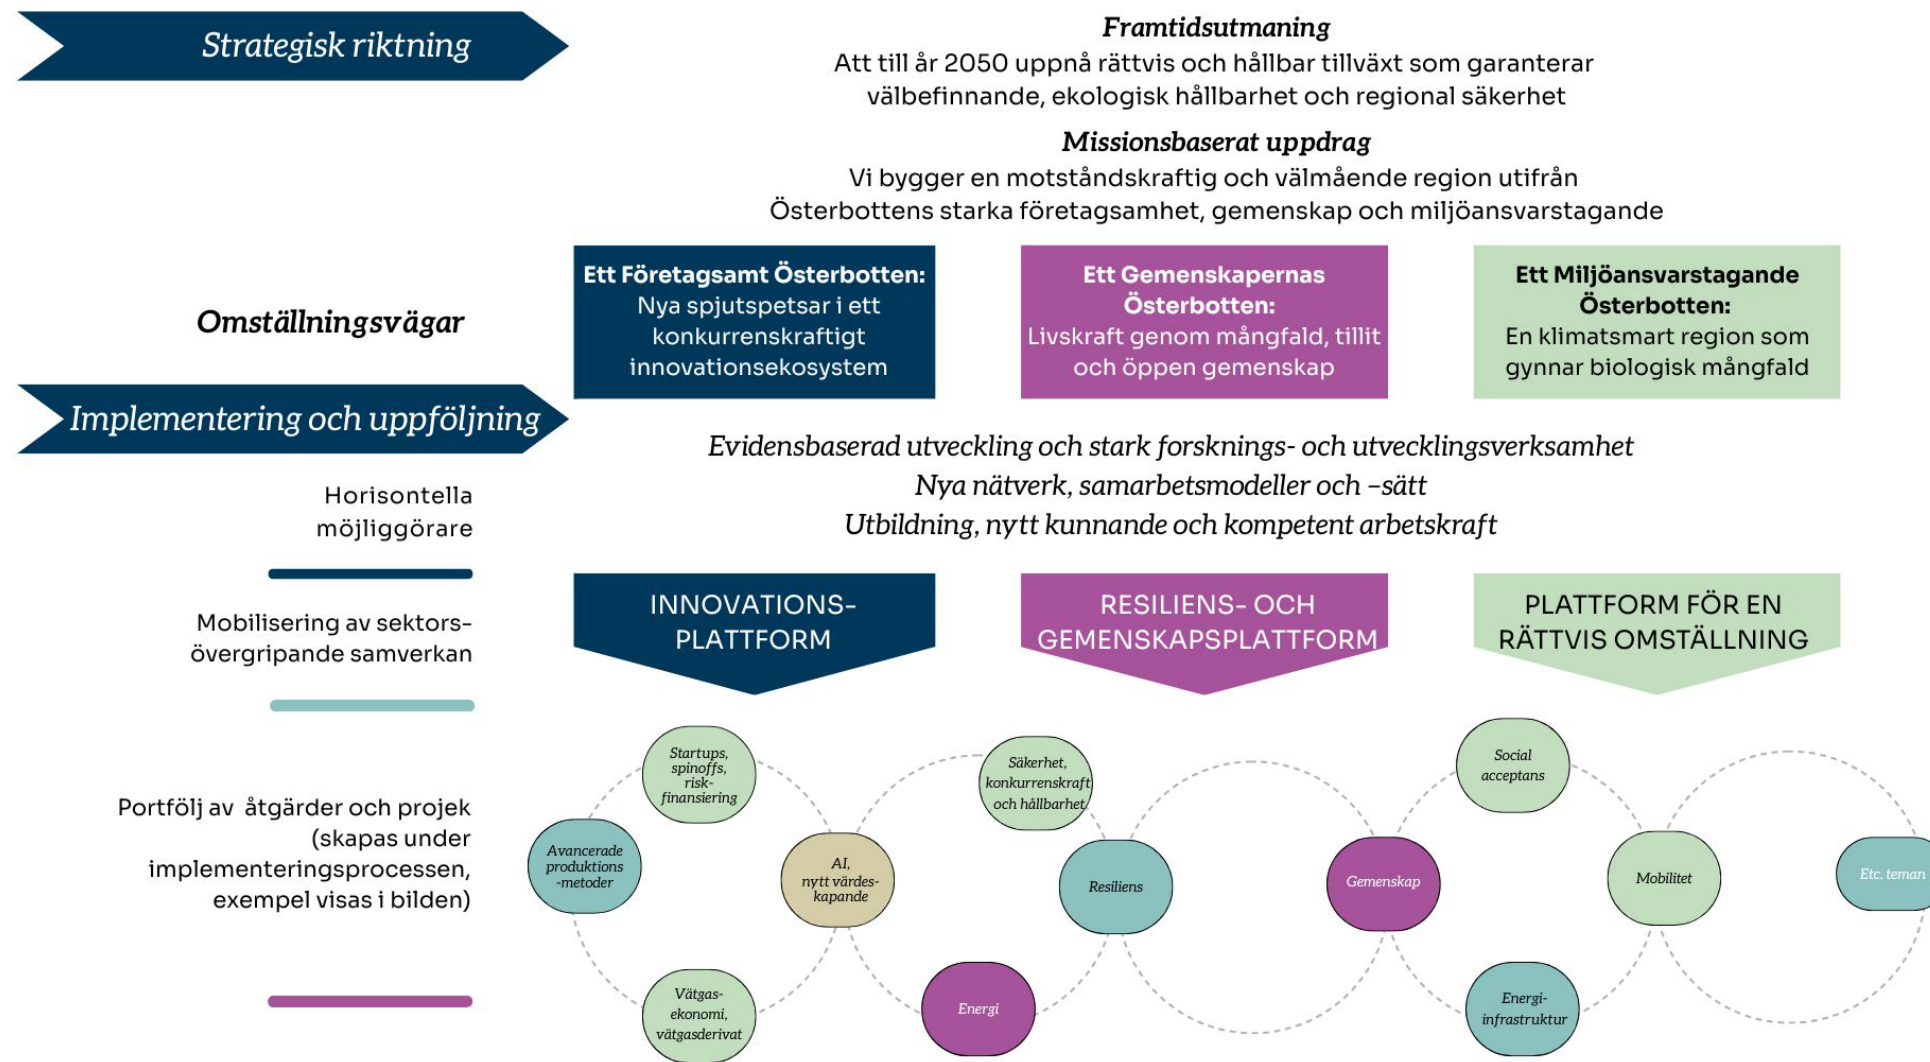 Strategisk riktning
Framtidsutmaning
Att till år 2050 uppnå rättvis och hållbar tillväxt som garanterar
välbefinnande, ekologisk hållbarhet och regional säkerhet
Missionsbaserat uppdrag
Vi bygger en motståndskraftig och välmående region utifrån
Österbottens starka företagsamhet, gemenskap och miljöansvarstagande
Omställningsvägar
Ett Företagsamt Österbotten:
Nya spjutspetsar i ett
konkurrenskraftigt
innovationsekosystem
Ett Gemenskapernas
Österbotten:
Livskraft genom mångfald, tillit
och öppen gemenskap
Ett Miljöansvarstagande
Österbotten:
En klimatsmart region som
gynnar biologisk mångfald
Implementering och uppföljning
Evidensbaserad utveckling och stark forsknings- och utvecklingsverksamhet
Nya nätverk, samarbetsmodeller och –sätt
Utbildning, nytt kunnande och kompetent arbetskraft
Horisontella
möjliggörare
Mobilisering av sektors-
övergripande samverkan
INNOVATIONS-
PLATTFORM
RESILIENS- OCH
GEMENSKAPSPLATTFORM
PLATTFORM FÖR EN
RÄTTVIS OMSTÄLLNING
Portfölj av åtgärder och projek
(skapas under
implementeringsprocessen,
exempel visas i bilden)
Startups,
spinoffs,
risk-
finansiering
Avancerade
produktions
-metoder
AI,
nytt värdes-
kapande
Vätgas-
ekonomi,
vätgasderivat
Säkerhet,
konkurrenskraft
och hållbarhet
Energi
Resiliens
Gemenskap
Social
acceptans
Energi-
infrastruktur
Mobilitet
Etc. teman